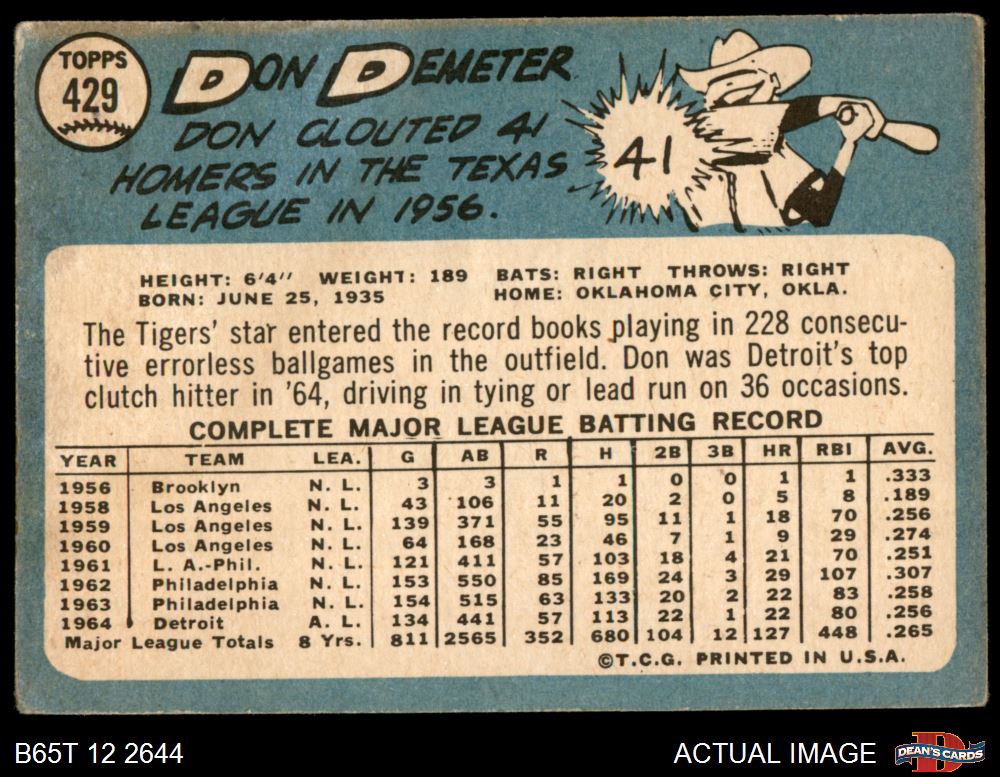 TOPPS
429
DON DEMETER
DON CLOUTED 41
HOMERS IN THE TEXAS
LEAGUE IN 1956.
41
HEIGHT: 6'4" WEIGHT: 189 BATS: RIGHT THROWS: RIGHT
BORN: JUNE 25, 1935 HOME: OKLAHOMA CITY, OKLA.
The Tigers' star entered the record books playing in 228 consecu-
tive errorless ballgames in the outfield. Don was Detroit's top
clutch hitter in '64, driving in tying or lead run on 36 occasions.
COMPLETE MAJOR LEAGUE BATTING RECORD
YEAR TEAM LEA. G AB R H 2B 3B HR RBI AVG.
1956 Brooklyn N. L. 3 3 1 1 0 0 1 1 .333
1958 Los Angeles N. L. 43 106 11 20 2 0 5 8 .189
1959 Los Angeles N. L. 139 371 55 95 11 1 18 70 .256
1960 Los Angeles N. L. 64 168 23 46 7 1 9 29 .274
1961 L. A.-Phil. N. L. 121 411 57 103 18 4 21 70 .251
1962 Philadelphia N. L. 153 550 85 169 24 3 29 107 .307
1963 Philadelphia N. L. 154 515 63 133 20 2 22 83 .258
1964 Detroit A. L. 134 441 57 113 22 1 22 80 .256
Major League Totals 8 Yrs. 811 2565 352 680 104 12 127 448 .265
©T.C.G. PRINTED IN U.S.A.
B65T 12 2644 ACTUAL IMAGE
DEAN'S CARDS